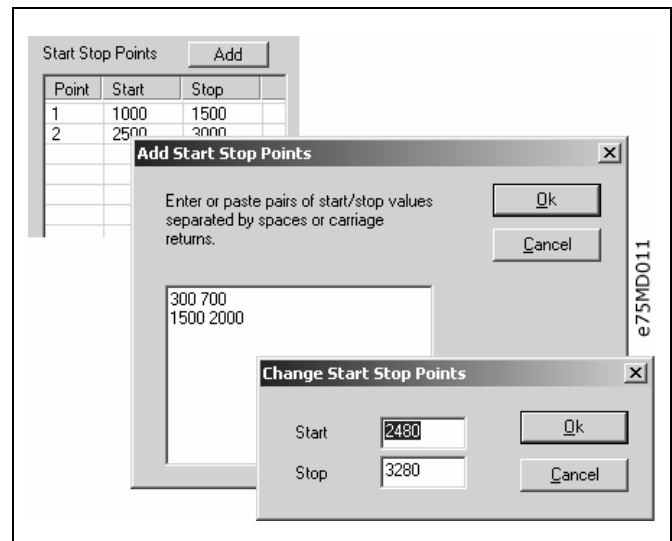 Start Stop Points Add
Point Start Stop
1 1000 1500
2 2500 3000
Add Start Stop Points
Enter or paste pairs of start/stop values
separated by spaces or carriage
returns.
Ok
Cancel
300 700
1500 2000
Change Start Stop Points
Start 2480 Ok
Stop 3280 Cancel
e75MD011